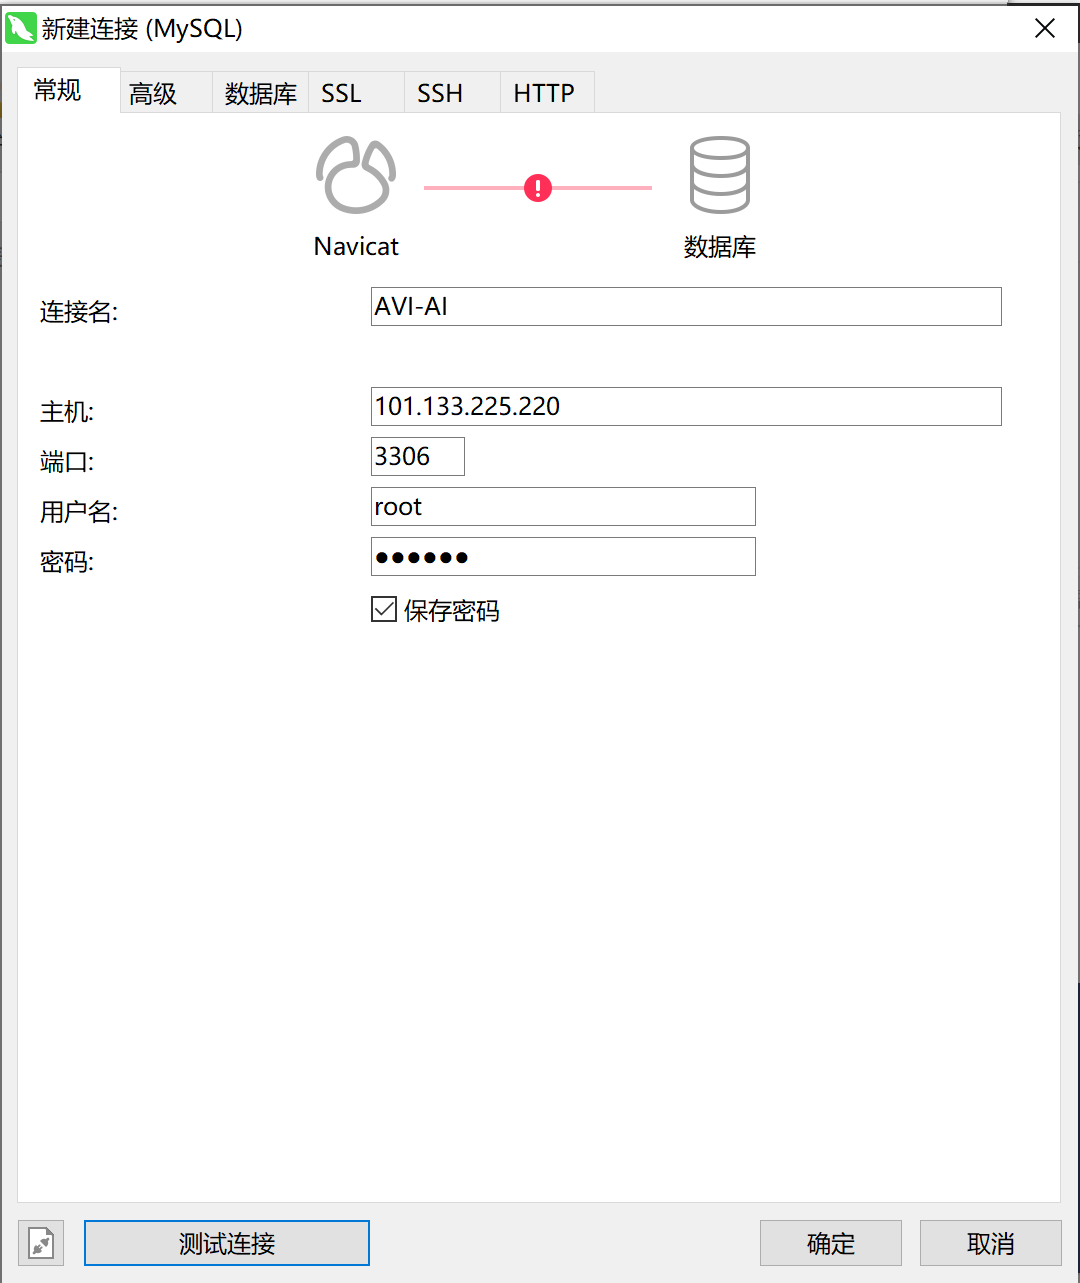 新建连接 (MySQL)
常规 高级 数据库 SSL SSH HTTP
Navicat 数据库
连接名: AVI-AI
主机: 101.133.225.220
端口: 3306
用户名: root
密码: ●●●●●●
保存密码
测试连接 确定 取消